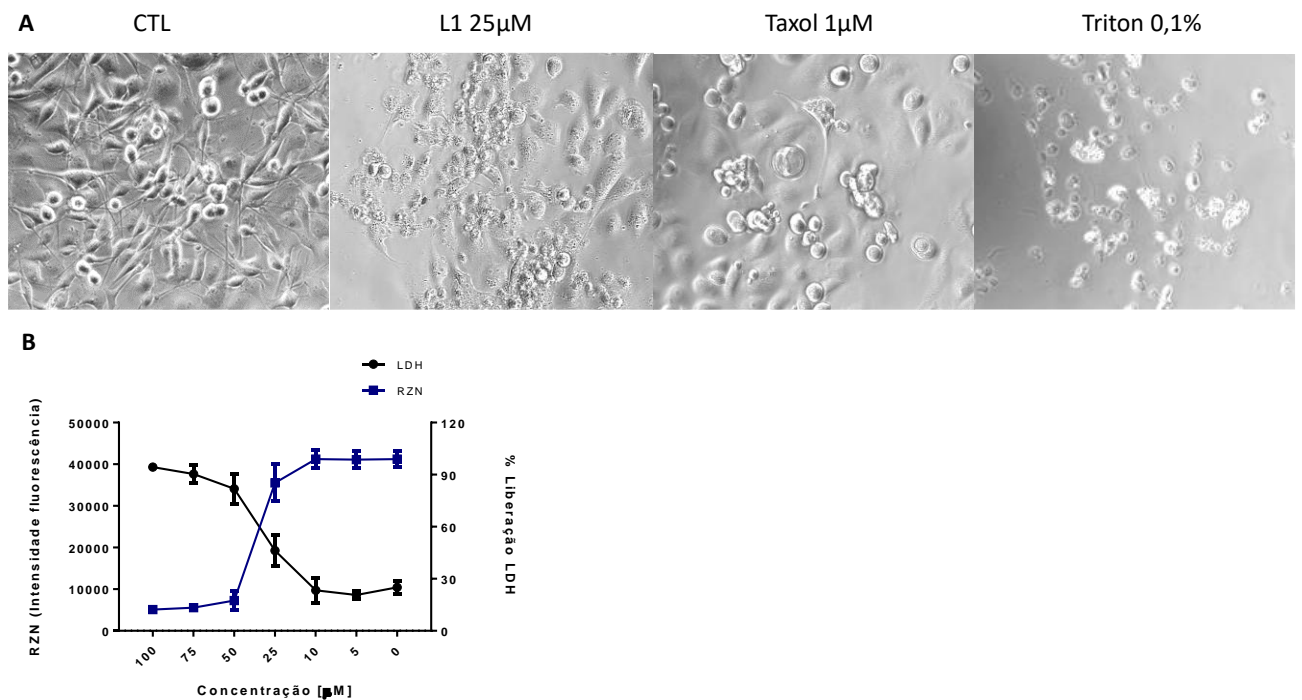 A CTL L1 25µM Taxol 1µM Triton 0,1%
B
LDH
RZN
RZN (Intensidade fluorescência)
50000
40000
30000
20000
10000
0
120
90
60
30
0
% Liberação LDH
100 75 50 25 10 5 0
Concentração [µM]